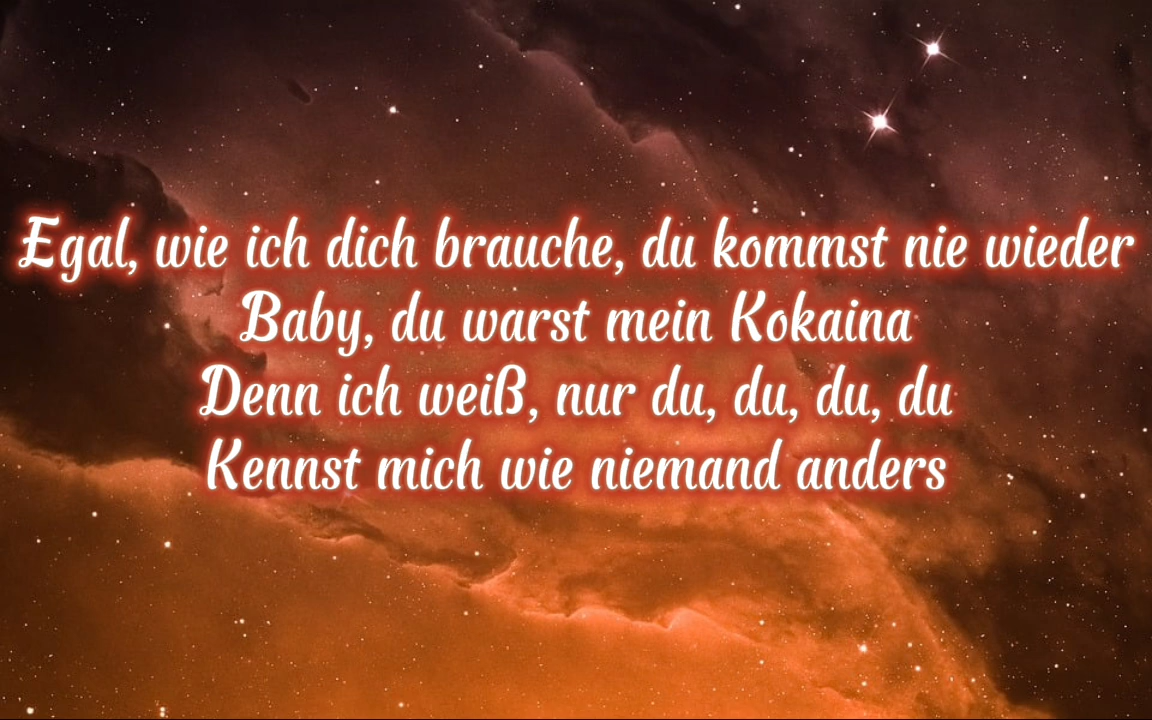 Egal, wie ich dich brauche, du kommst nie wieder
Baby, du warst mein Kokaina
Denn ich weiß, nur du, du, du, du
Kennst mich wie niemand anders